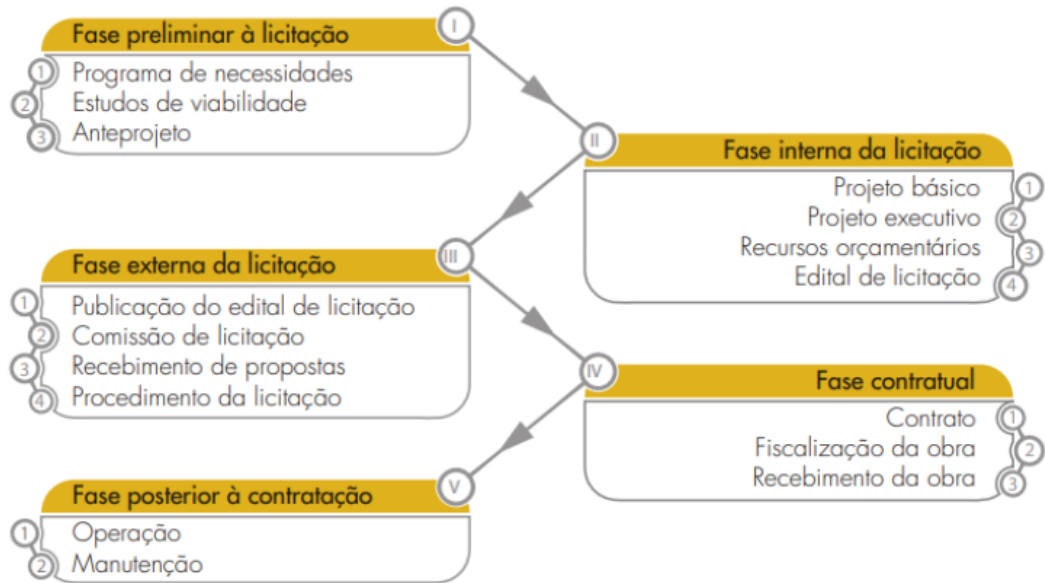 I
Fase preliminar à licitação
1 Programa de necessidades
2 Estudos de viabilidade
3 Anteprojeto
II
Fase interna da licitação
Projeto básico 1
Projeto executivo 2
Recursos orçamentários 3
Edital de licitação 4
III
Fase externa da licitação
1 Publicação do edital de licitação
2 Comissão de licitação
3 Recebimento de propostas
4 Procedimento da licitação
IV
Fase contratual
Contrato 1
Fiscalização da obra 2
Recebimento da obra 3
V
Fase posterior à contratação
1 Operação
2 Manutenção